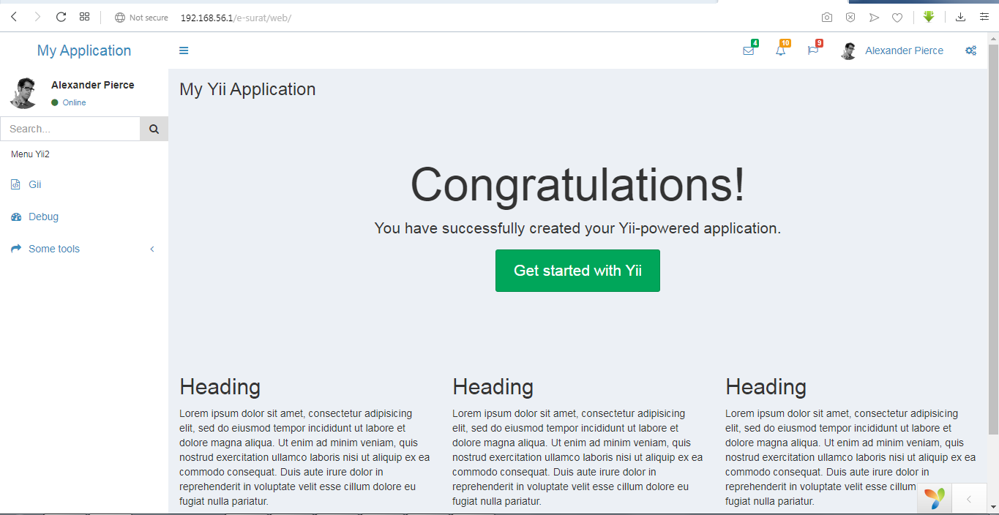 Not secure 192.168.56.1/e-surat/web/
My Application
4
10
9
Alexander Pierce
Alexander Pierce
Online
Search...
Menu Yii2
Gii
Debug
Some tools
My Yii Application
Congratulations!
You have successfully created your Yii-powered application.
Get started with Yii
Heading
Lorem ipsum dolor sit amet, consectetur adipisicing
elit, sed do eiusmod tempor incididunt ut labore et
dolore magna aliqua. Ut enim ad minim veniam, quis
nostrud exercitation ullamco laboris nisi ut aliquip ex ea
commodo consequat. Duis aute irure dolor in
reprehenderit in voluptate velit esse cillum dolore eu
fugiat nulla pariatur.
Heading
Lorem ipsum dolor sit amet, consectetur adipisicing
elit, sed do eiusmod tempor incididunt ut labore et
dolore magna aliqua. Ut enim ad minim veniam, quis
nostrud exercitation ullamco laboris nisi ut aliquip ex ea
commodo consequat. Duis aute irure dolor in
reprehenderit in voluptate velit esse cillum dolore eu
fugiat nulla pariatur.
Heading
Lorem ipsum dolor sit amet, consectetur adipisicing
elit, sed do eiusmod tempor incididunt ut labore et
dolore magna aliqua. Ut enim ad minim veniam, quis
nostrud exercitation ullamco laboris nisi ut aliquip ex ea
commodo consequat. Duis aute irure dolor in
reprehenderit in voluptate velit esse cillum
fugiat nulla pariatur.